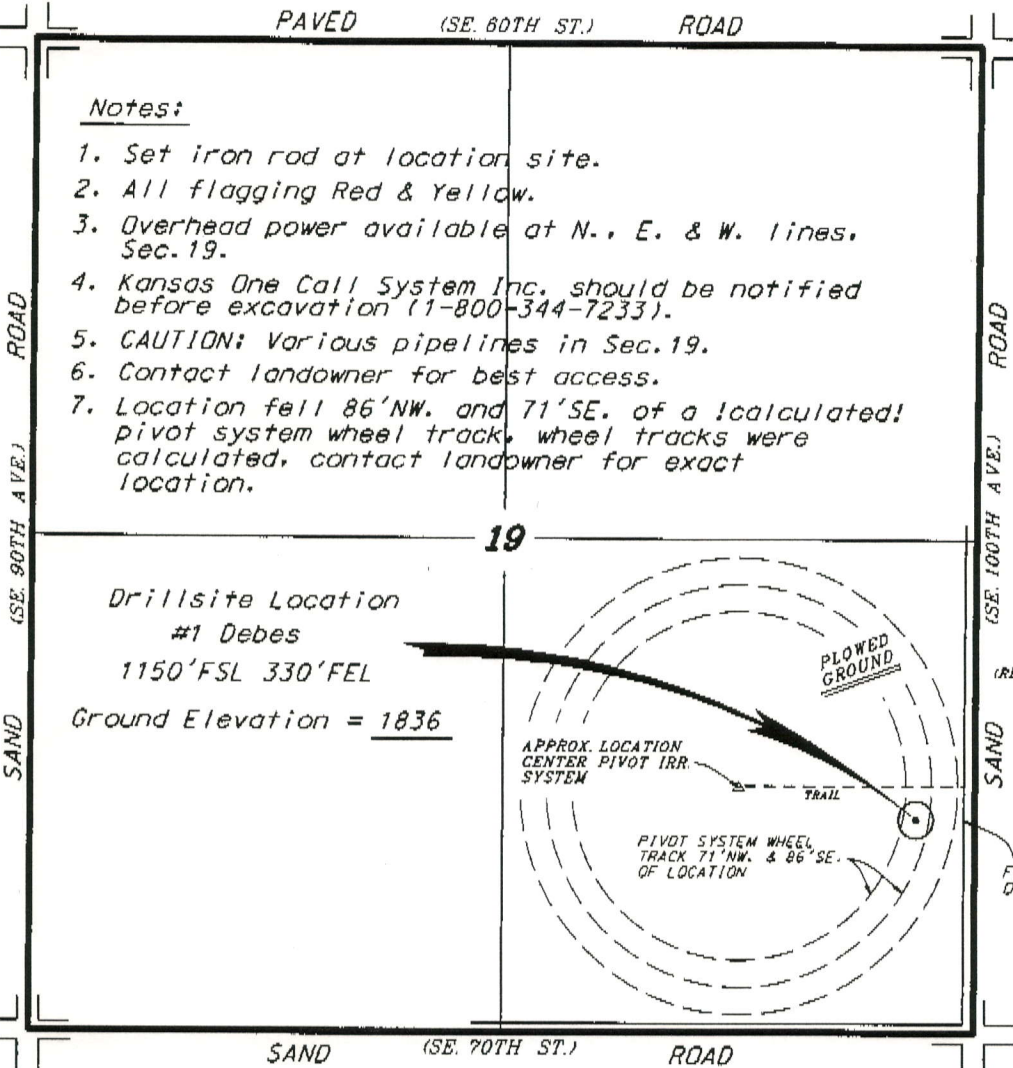 PAVED (SE. 60TH ST.) ROAD
Notes:
1. Set iron rod at location site.
2. All flagging Red & Yellow.
3. Overhead power available at N., E. & W. lines,
Sec. 19.
4. Kansas One Call System Inc. should be notified
before excavation (1-800-344-7233).
5. CAUTION: Various pipelines in Sec. 19.
6. Contact landowner for best access.
7. Location fell 86'NW. and 71'SE. of a !calculated!
pivot system wheel track, wheel tracks were
calculated, contact landowner for exact
location.
SAND (SE. 90TH AVE.) ROAD
SAND (SE. 100TH AVE.) ROAD
19
Drillsite Location
#1 Debes
1150'FSL 330'FEL
Ground Elevation = 1836
PLOWED
GROUND
APPROX. LOCATION
CENTER PIVOT IRR.
SYSTEM
TRAIL
PIVOT SYSTEM WHEEL
TRACK 71'NW. & 86'SE.
OF LOCATION
SAND (SE. 70TH ST.) ROAD